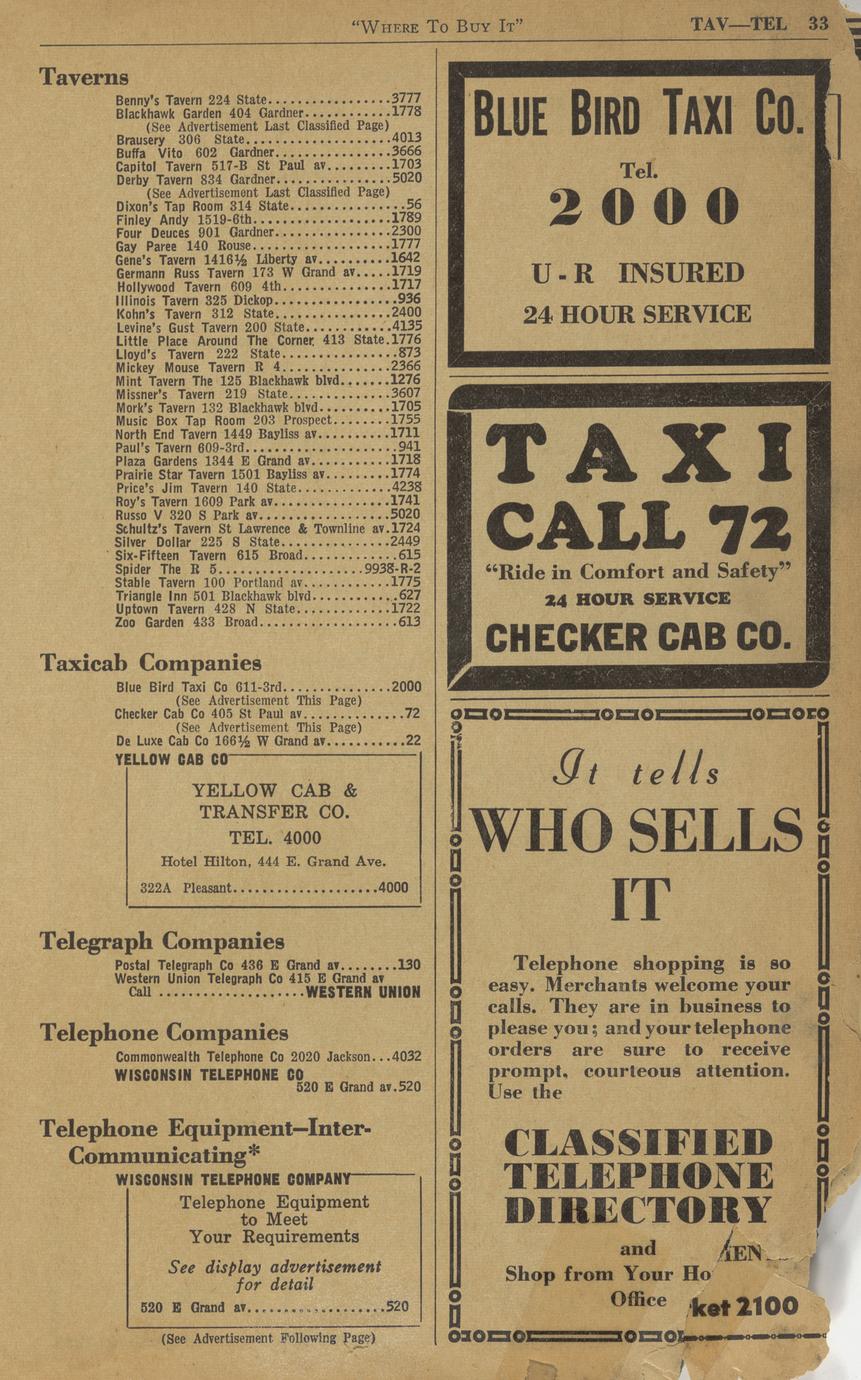 "WHERE TO BUY IT" TAV—TEL 33
Taverns
Benny's Tavern 224 State.................3777
Blackhawk Garden 404 Gardner............1778
(See Advertisement Last Classified Page)
Brausery 306 State.....................4013
Buffa Vito 602 Gardner................3666
Capitol Tavern 517-B St Paul av.........1703
Derby Tavern 834 Gardner...............5020
(See Advertisement Last Classified Page)
Dixon's Tap Room 314 State................56
Finley Andy 1519-6th...................1789
Four Deuces 901 Gardner................2300
Gay Paree 140 Rouse....................1777
Gene's Tavern 1416½ Liberty av..........1642
Germann Russ Tavern 173 W Grand av.....1719
Hollywood Tavern 609 4th...............1717
Illinois Tavern 325 Dickop................936
Kohn's Tavern 312 State................2400
Levine's Gust Tavern 200 State............4135
Little Place Around The Corner 413 State.1776
Lloyd's Tavern 222 State.................873
Mickey Mouse Tavern R 4................2366
Mint Tavern The 125 Blackhawk blvd.......1276
Missner's Tavern 219 State..............3607
Mork's Tavern 132 Blackhawk blvd..........1705
Music Box Tap Room 203 Prospect........1755
North End Tavern 1449 Bayliss av..........1711
Paul's Tavern 609-3rd....................941
Plaza Gardens 1344 E Grand av...........1718
Prairie Star Tavern 1501 Bayliss av........1774
Price's Jim Tavern 140 State.............4238
Roy's Tavern 1609 Park av...............1741
Russo V 320 S Park av.................5020
Schultz's Tavern St Lawrence & Townline av.1724
Silver Dollar 225 S State...............2449
Six-Fifteen Tavern 615 Broad.............615
Spider The R 5...................9938-R-2
Stable Tavern 100 Portland av............1775
Triangle Inn 501 Blackhawk blvd............627
Uptown Tavern 428 N State..............1722
Zoo Garden 433 Broad...................613
Taxicab Companies
Blue Bird Taxi Co 611-3rd...............2000
(See Advertisement This Page)
Checker Cab Co 405 St Paul av.............72
(See Advertisement This Page)
De Luxe Cab Co 166½ W Grand av...........22
YELLOW CAB CO
YELLOW CAB &
TRANSFER CO.
TEL. 4000
Hotel Hilton, 444 E. Grand Ave.
322A Pleasant....................4000
Telegraph Companies
Postal Telegraph Co 436 E Grand av........130
Western Union Telegraph Co 415 E Grand av
Call ....................WESTERN UNION
Telephone Companies
Commonwealth Telephone Co 2020 Jackson...4032
WISCONSIN TELEPHONE CO
520 E Grand av.520
Telephone Equipment—Inter-
Communicating*
WISCONSIN TELEPHONE COMPANY
Telephone Equipment
to Meet
Your Requirements
See display advertisement
for detail
520 E Grand av...................520
(See Advertisement Following Page)
BLUE BIRD TAXI CO.
Tel.
2000
U-R INSURED
24 HOUR SERVICE
TAXI
CALL 72
"Ride in Comfort and Safety"
24 HOUR SERVICE
CHECKER CAB CO.
It tells
WHO SELLS
IT
Telephone shopping is so
easy. Merchants welcome your
calls. They are in business to
please you; and your telephone
orders are sure to receive
prompt, courteous attention.
Use the
CLASSIFIED
TELEPHONE
DIRECTORY
and
Shop from Your Ho
Office
ket 2100